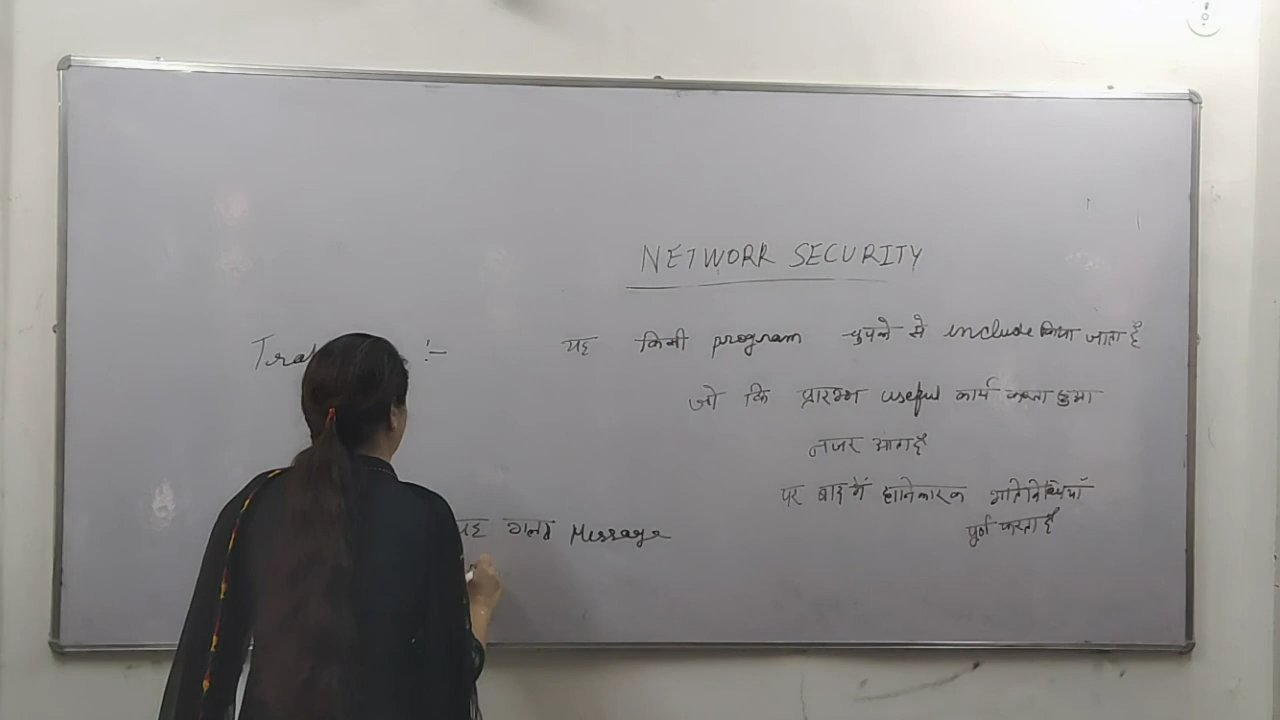 NETWORK SECURITY
:- यह किसी program चुपके से include किया जाता है
जो कि प्रारम्भ useful कार्य करता हुआ
नजर आता है
पर बाद में हानिकारक गतिविधियाँ
पूर्ण करता है
यह गलत Message